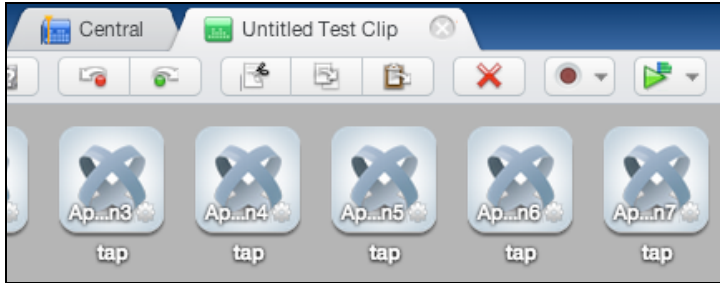 Central
Untitled Test Clip
Ap...n3 Ap...n4 Ap...n5 Ap...n6 Ap...n7
tap tap tap tap tap